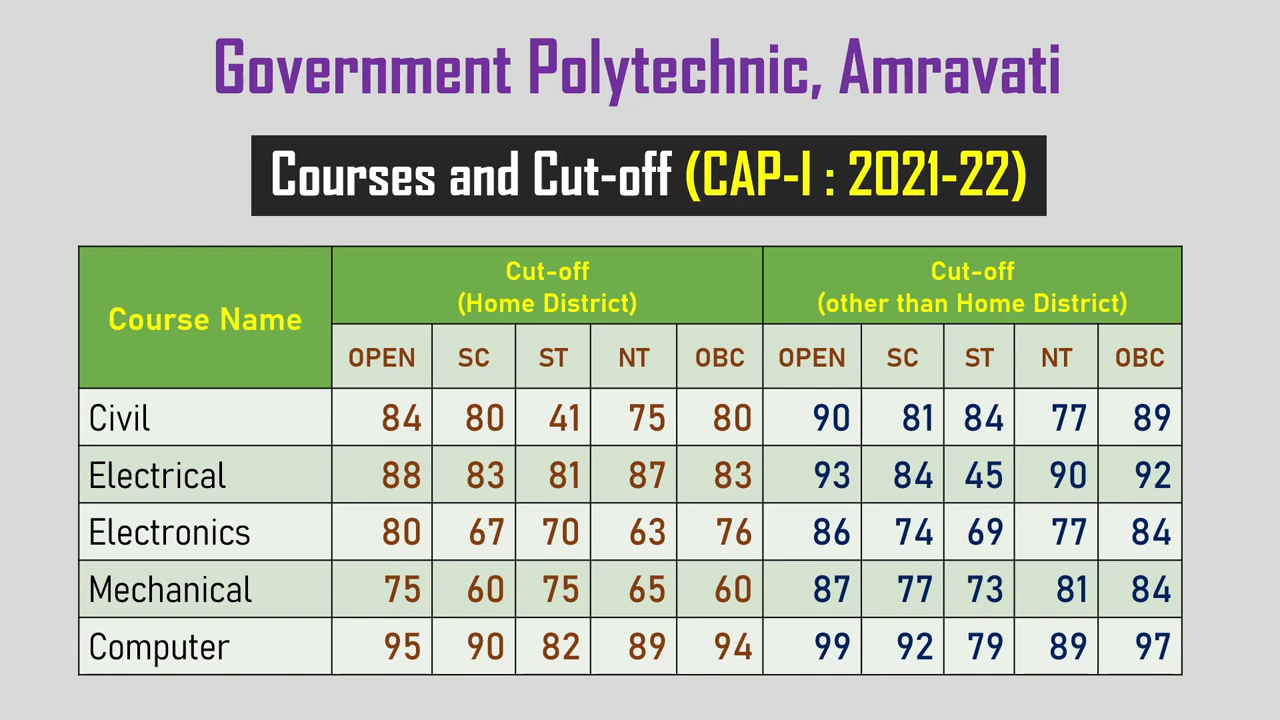 Government Polytechnic, Amravati
Courses and Cut-off (CAP-I : 2021-22)
Course Name
Cut-off
(Home District)
Cut-off
(other than Home District)
OPEN SC ST NT OBC OPEN SC ST NT OBC
Civil 84 80 41 75 80 90 81 84 77 89
Electrical 88 83 81 87 83 93 84 45 90 92
Electronics 80 67 70 63 76 86 74 69 77 84
Mechanical 75 60 75 65 60 87 77 73 81 84
Computer 95 90 82 89 94 99 92 79 89 97